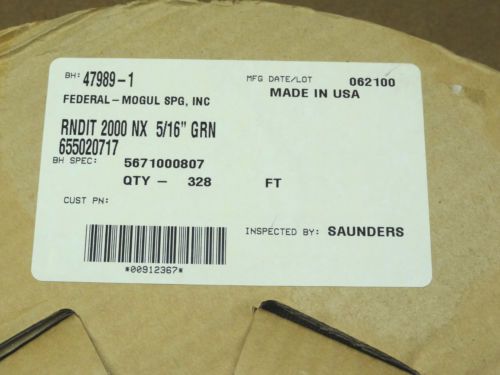 BH: 47989-1
MFG DATE/LOT 062100
FEDERAL-MOGUL SPG, INC
MADE IN USA
RNDIT 2000 NX 5/16" GRN
655020717
BH SPEC: 5671000807
QTY - 328 FT
CUST PN:
INSPECTED BY: SAUNDERS
*00912367*